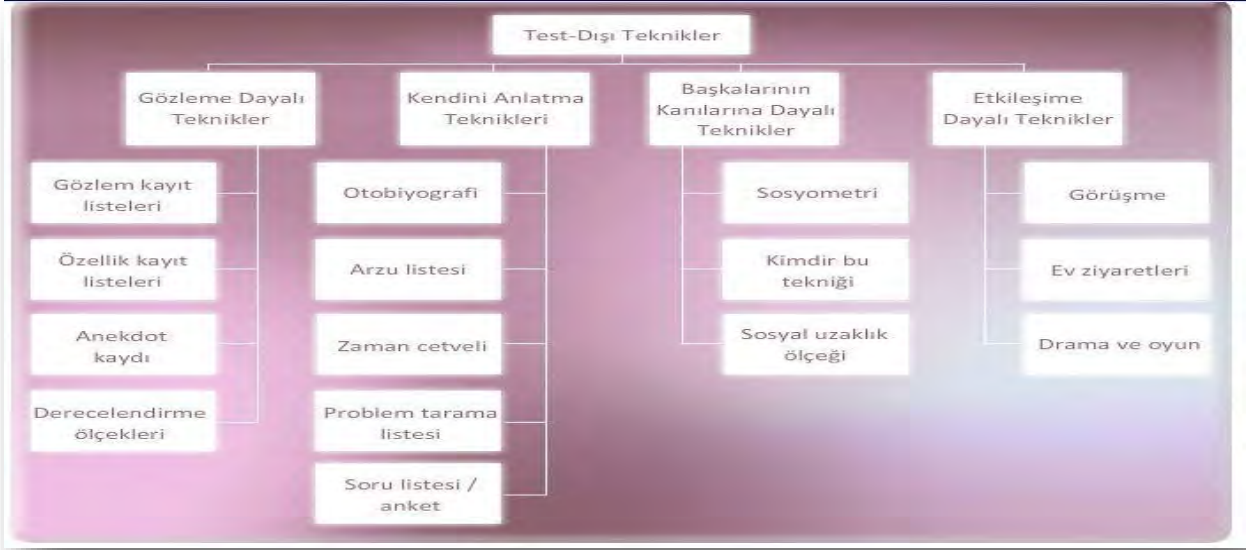 Test-Dışı Teknikler
Gözleme Dayalı
Teknikler
Kendini Anlatma
Teknikleri
Başkalarının
Kanılarına Dayalı
Teknikler
Etkileşime
Dayalı Teknikler
Gözlem kayıt
listeleri
Özellik kayıt
listeleri
Anekdot
kaydı
Derecelendirme
ölçekleri
Otobiyografi
Arzu listesi
Zaman cetveli
Problem tarama
listesi
Soru listesi /
anket
Sosyometri
Kimdir bu
tekniği
Sosyal uzaklık
ölçeği
Görüşme
Ev ziyaretleri
Drama ve oyun